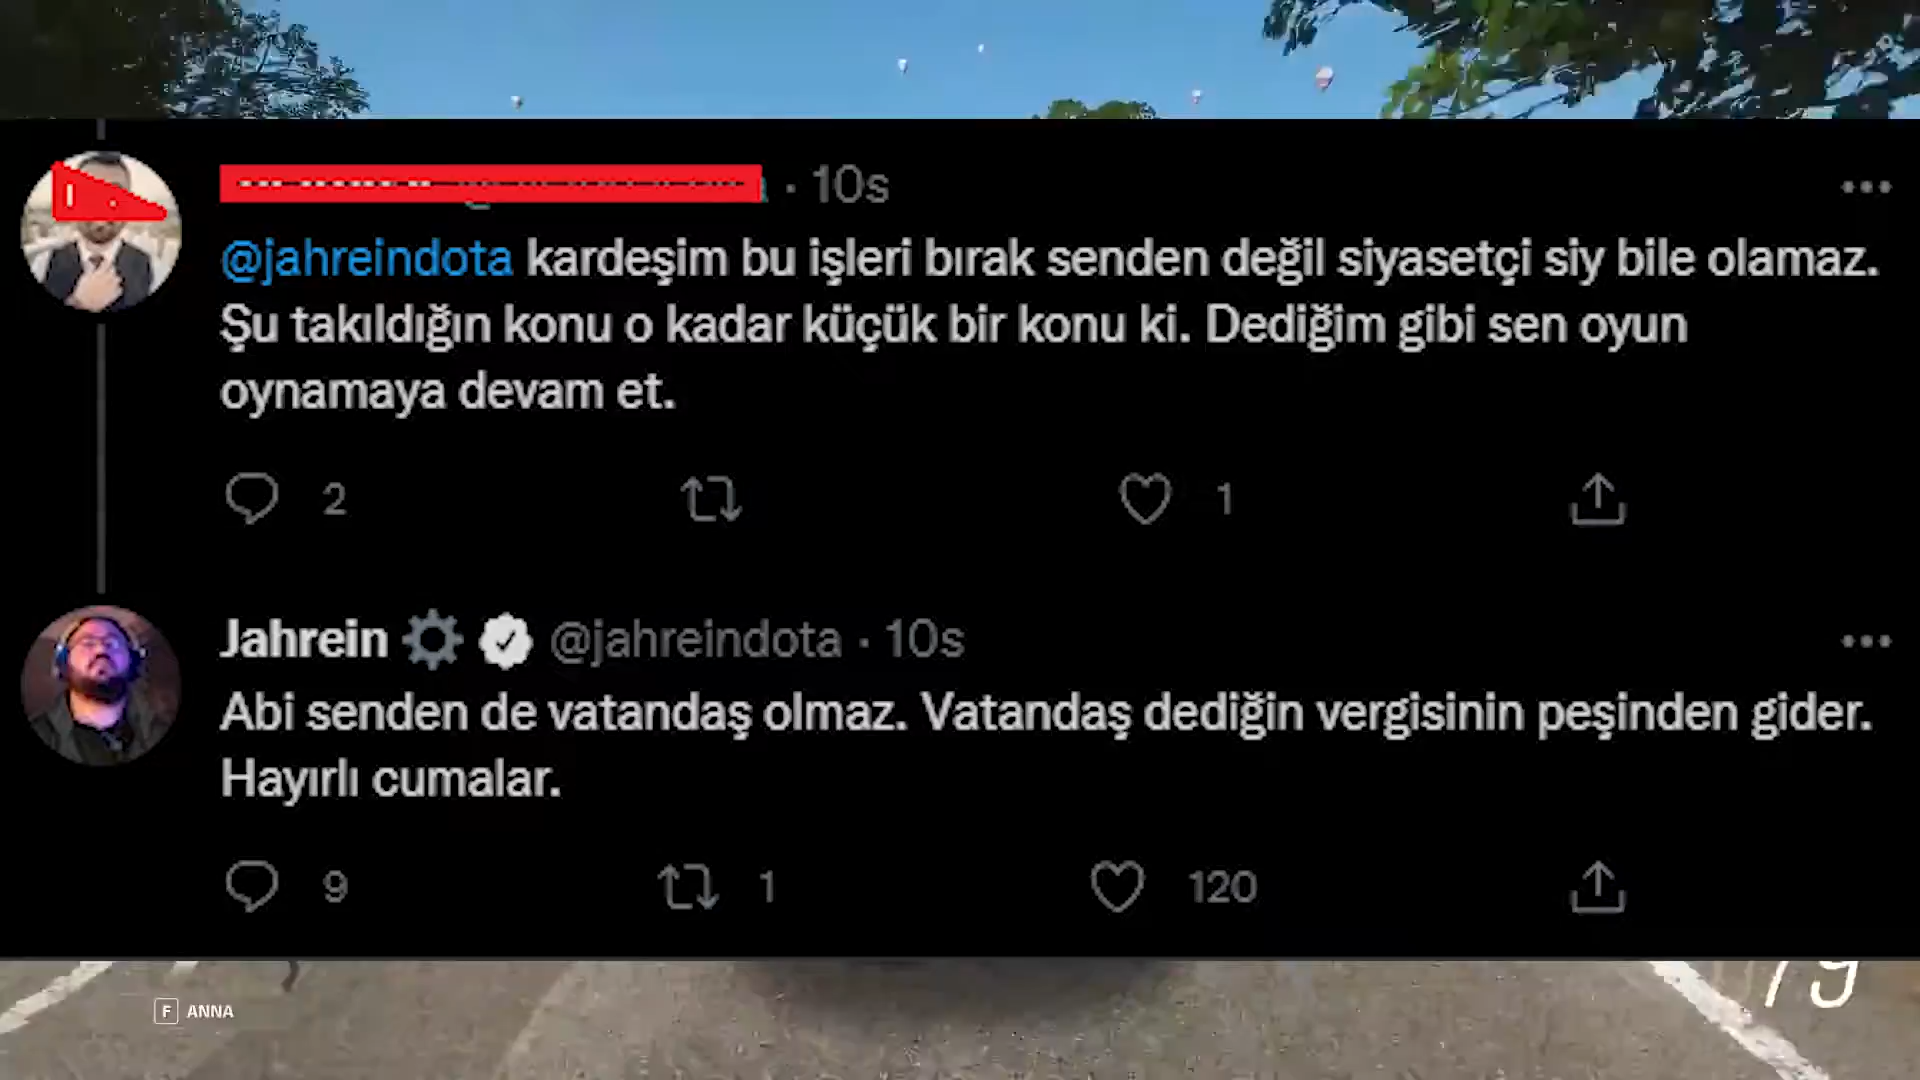 · 10s
@jahreindota kardeşim bu işleri bırak senden değil siyasetçi siy bile olamaz.
Şu takıldığın konu o kadar küçük bir konu ki. Dediğim gibi sen oyun
oynamaya devam et.
2 1
Jahrein @jahreindota · 10s
Abi senden de vatandaş olmaz. Vatandaş dediğin vergisinin peşinden gider.
Hayırlı cumalar.
9 1 120
F ANNA
79